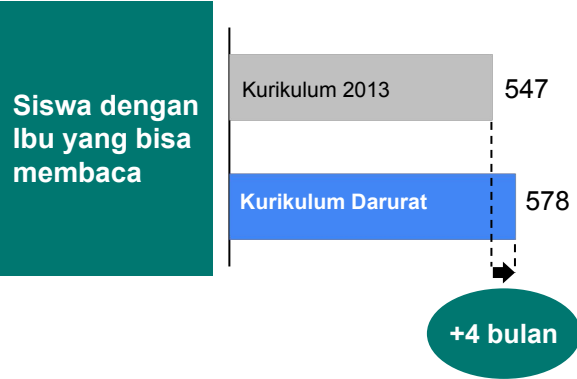 Siswa dengan
Ibu yang bisa
membaca
Kurikulum 2013
547
Kurikulum Darurat
578
+4 bulan